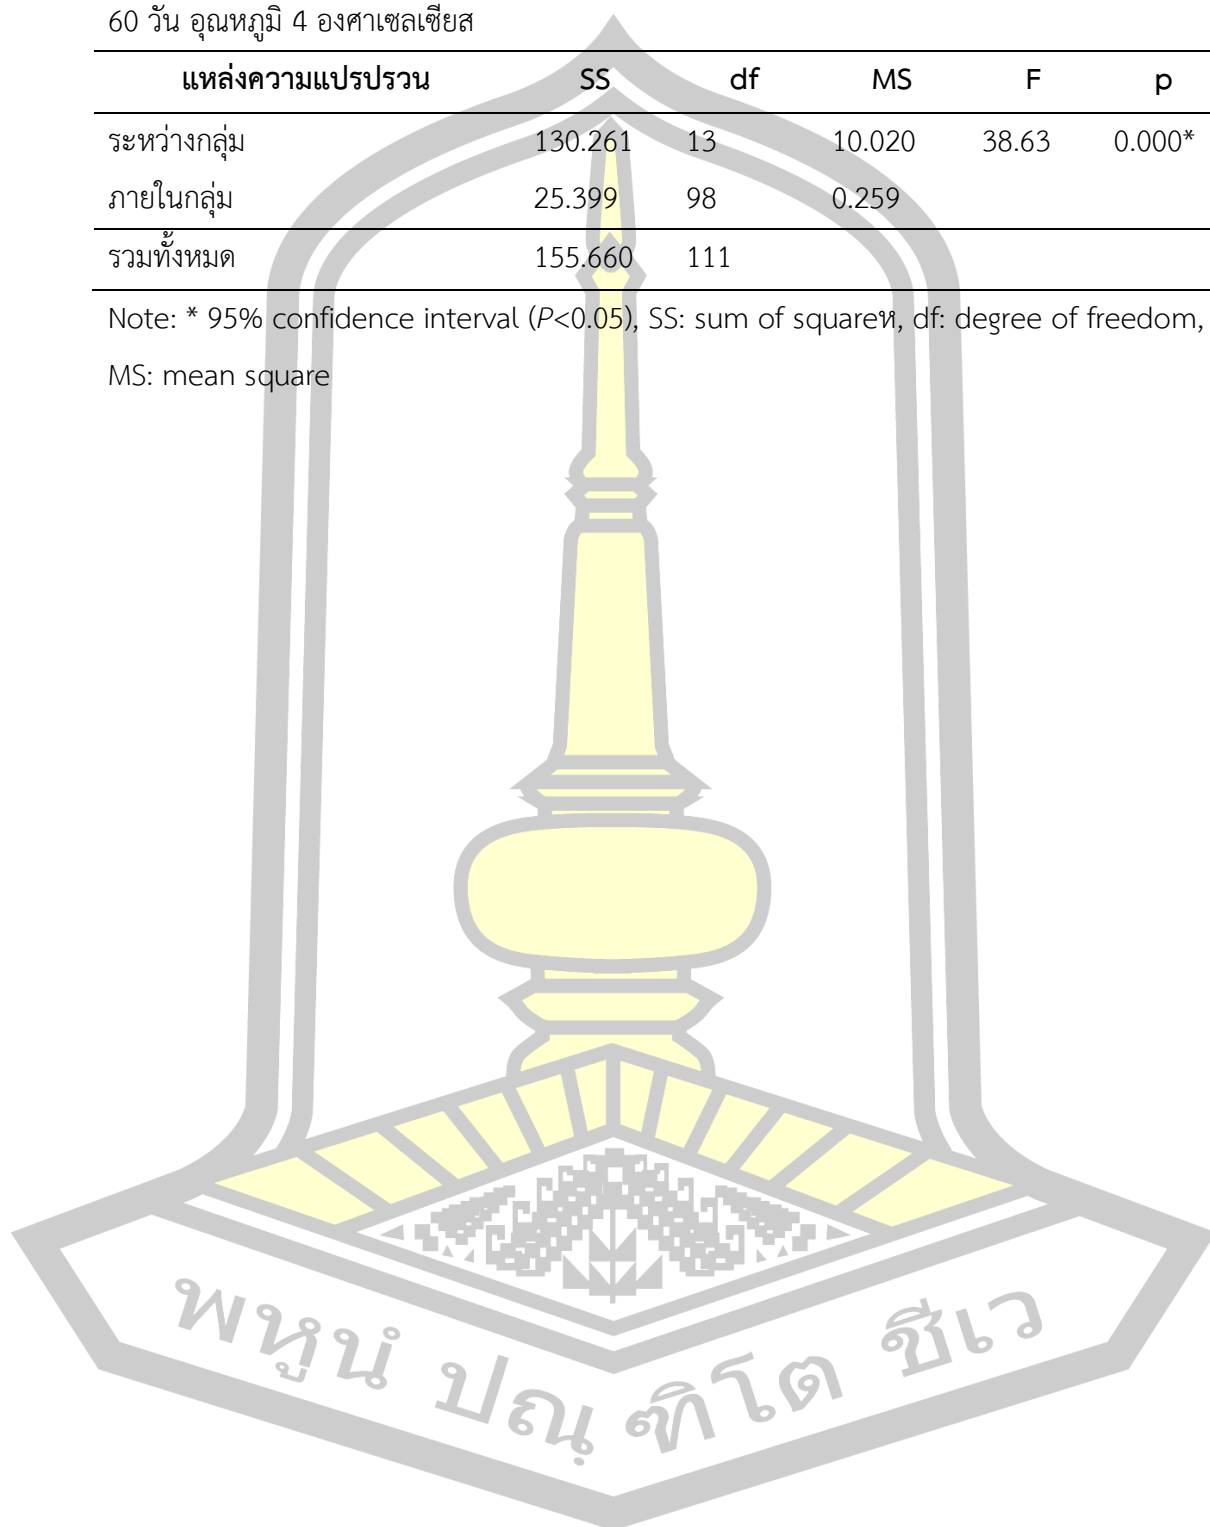 60 วัน อุณหภูมิ 4 องศาเซลเซียส
แหล่งความแปรปรวน SS df MS F p
ระหว่างกลุ่ม 130.261 13 10.020 38.63 0.000*
ภายในกลุ่ม 25.399 98 0.259
รวมทั้งหมด 155.660 111
Note: * 95% confidence interval (P<0.05), SS: sum of squareห, df: degree of freedom,
MS: mean square
พหูนํ ปณฺฑิโต ชีเว